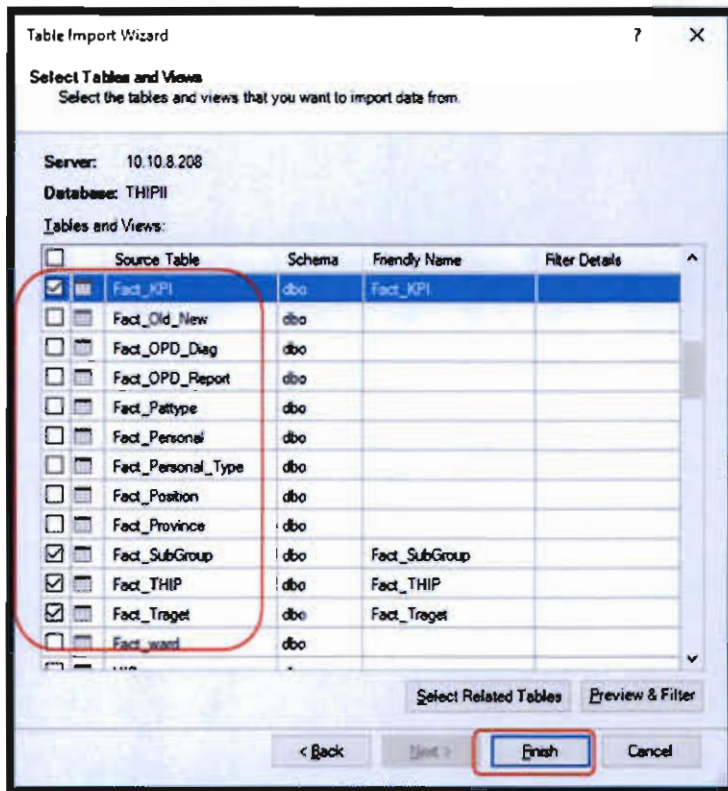 Table Import Wizard ? X
Select Tables and Views
Select the tables and views that you want to import data from.
Server: 10.10.8.208
Database: THIPII
Tables and Views:
Source Table Schema Friendly Name Filter Details
Fact_KPI dbo Fact_KPI
Fact_Old_New dbo
Fact_OPD_Diag dbo
Fact_OPD_Report dbo
Fact_Pattype dbo
Fact_Personal dbo
Fact_Personal_Type dbo
Fact_Position dbo
Fact_Province dbo
Fact_SubGroup dbo Fact_SubGroup
Fact_THIP dbo Fact_THIP
Fact_Traget dbo Fact_Traget
Fact_ward dbo
Select Related Tables Preview & Filter
< Back Next > Finish Cancel